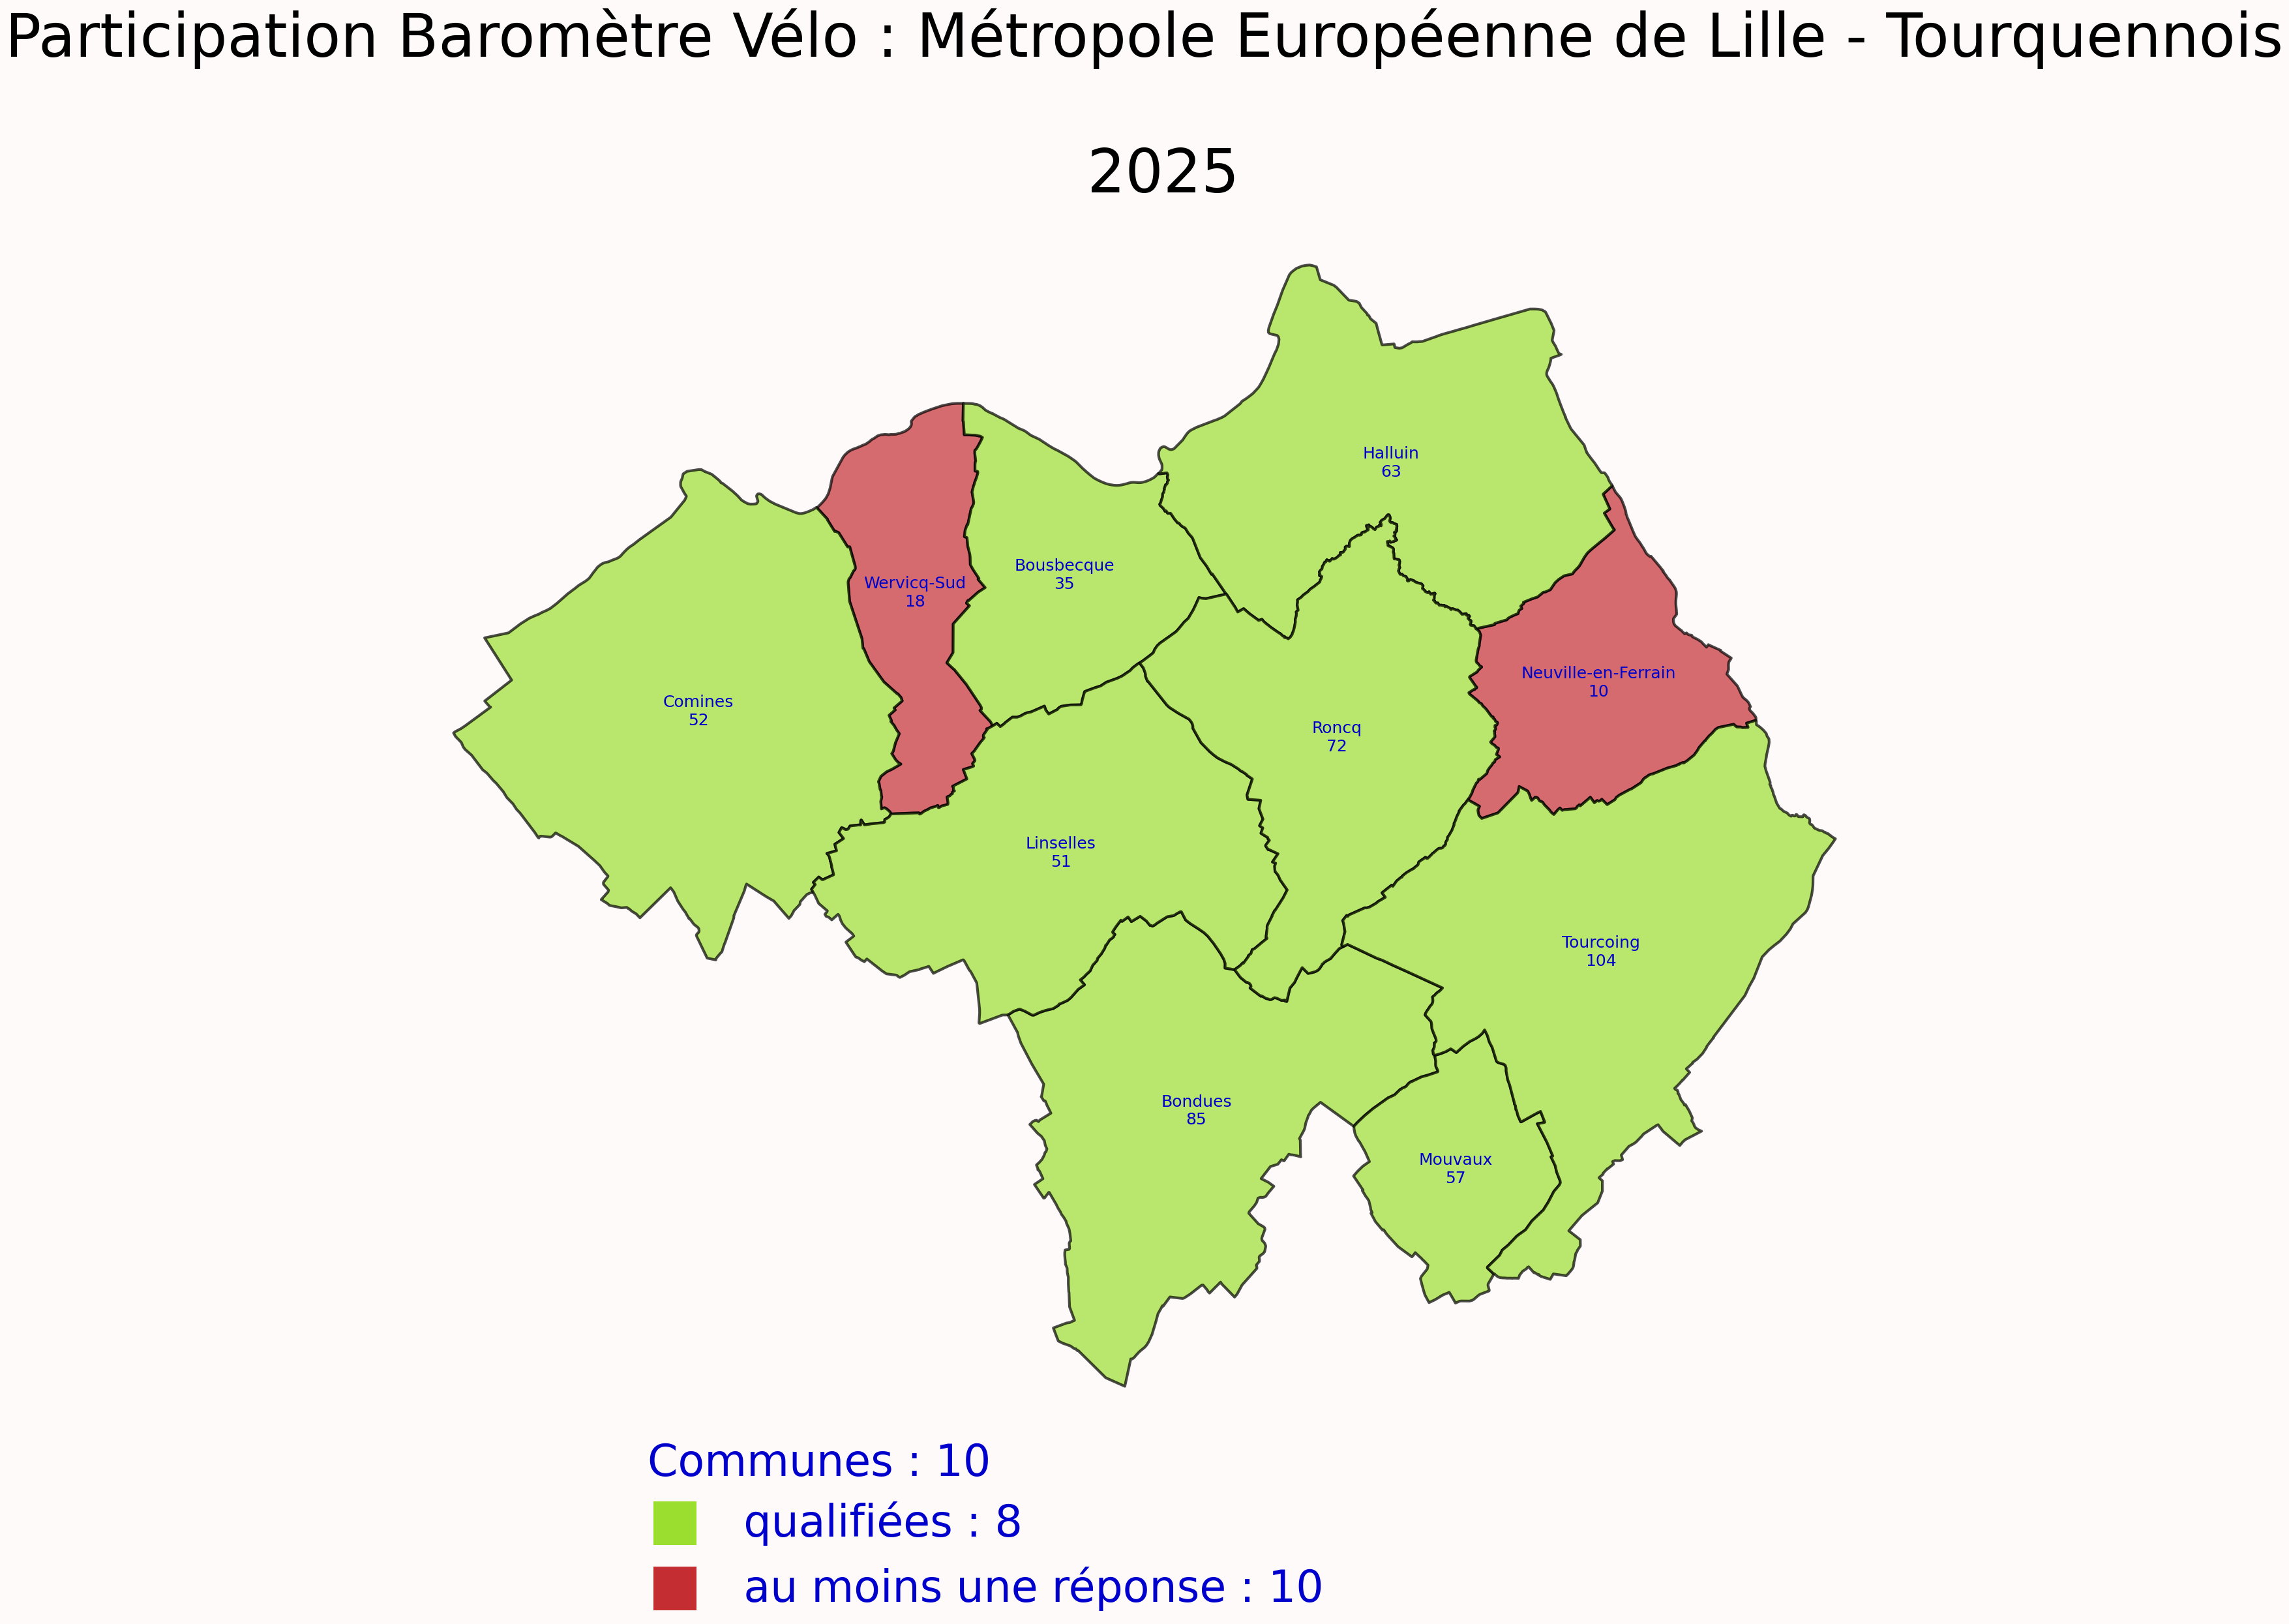 Participation Baromètre Vélo : Métropole Européenne de Lille - Tourquennois
2025
Halluin
63
Bousbecque
35
Wervicq-Sud
18
Neuville-en-Ferrain
10
Comines
52
Roncq
72
Linselles
51
Tourcoing
104
Bondues
85
Mouvaux
57
Communes : 10
qualifiées : 8
au moins une réponse : 10